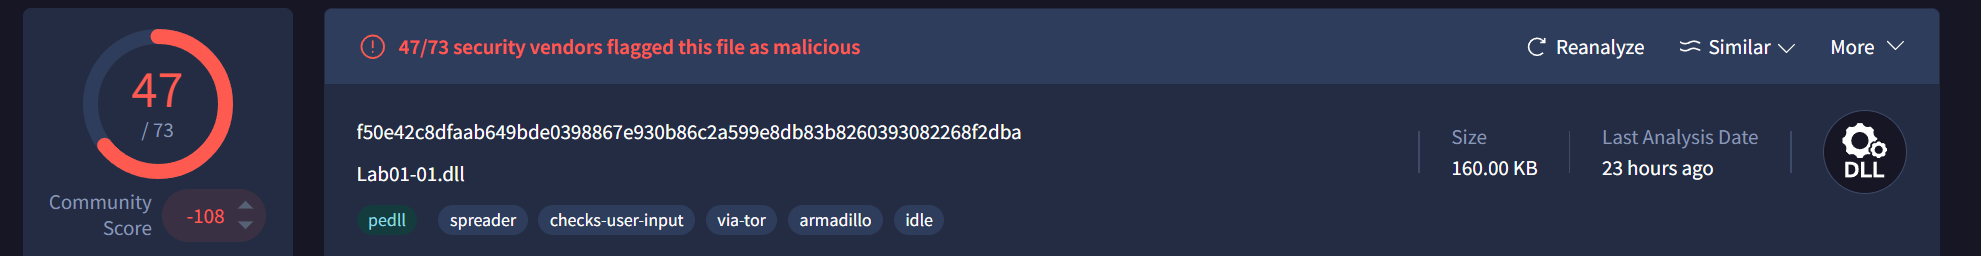 47
/ 73
Community Score
-108
47/73 security vendors flagged this file as malicious
Reanalyze
Similar
More
f50e42c8dfaab649bde0398867e930b86c2a599e8db83b8260393082268f2dba
Lab01-01.dll
pedll
spreader
checks-user-input
via-tor
armadillo
idle
Size
160.00 KB
Last Analysis Date
23 hours ago
DLL